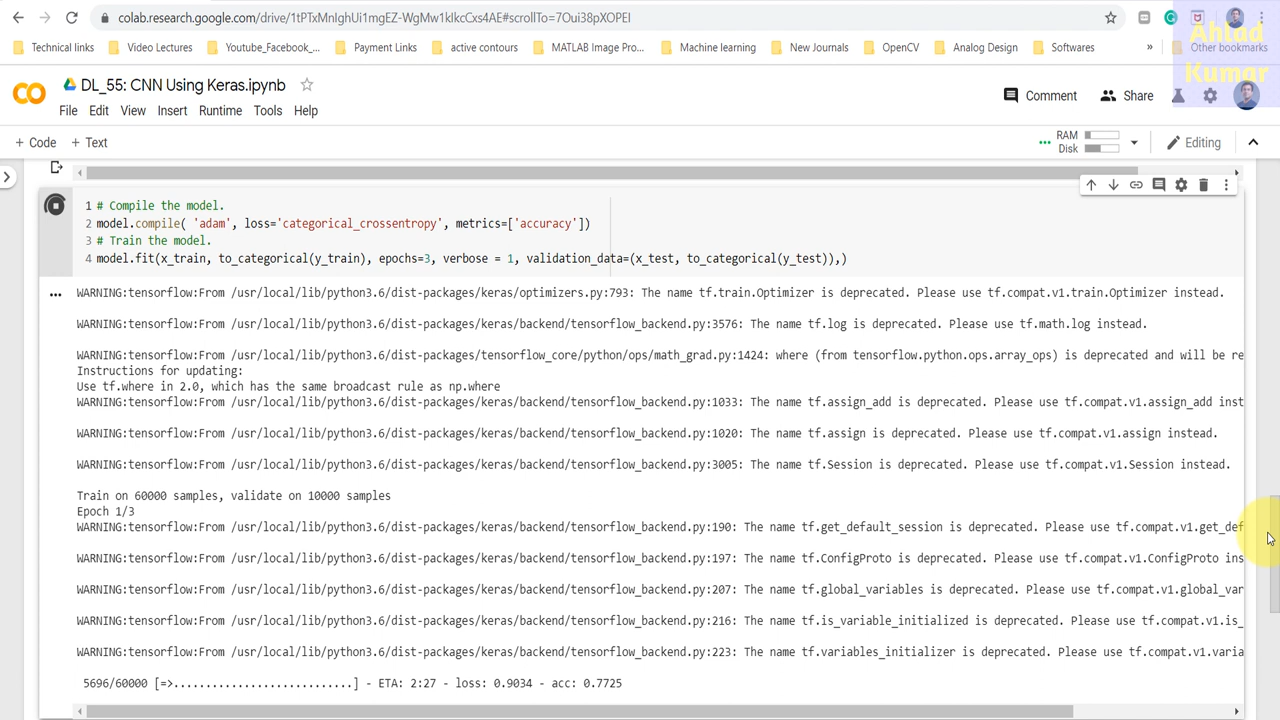 colab.research.google.com/drive/1tPTxMnIghUi1mgEZ-WgMw1kIkcGxs4AE#scrollTo=7Oui38pXOPEI
Technical links Video Lectures Youtube_Facebook_... Payment Links active contours MATLAB Image Pro... Machine learning New Journals OpenCV Analog Design Softwares » Other bookmarks
Ahlad
Kumar
DL_55: CNN Using Keras.ipynb
Comment Share
File Edit View Insert Runtime Tools Help
+ Code + Text
RAM
Disk
Editing
1 # Compile the model.
2 model.compile( 'adam', loss='categorical_crossentropy', metrics=['accuracy'])
3 # Train the model.
4 model.fit(x_train, to_categorical(y_train), epochs=3, verbose = 1, validation_data=(x_test, to_categorical(y_test)),)
WARNING:tensorflow:From /usr/local/lib/python3.6/dist-packages/keras/optimizers.py:793: The name tf.train.Optimizer is deprecated. Please use tf.compat.v1.train.Optimizer instead.
WARNING:tensorflow:From /usr/local/lib/python3.6/dist-packages/keras/backend/tensorflow_backend.py:3576: The name tf.log is deprecated. Please use tf.math.log instead.
WARNING:tensorflow:From /usr/local/lib/python3.6/dist-packages/tensorflow_core/python/ops/math_grad.py:1424: where (from tensorflow.python.ops.array_ops) is deprecated and will be re
Instructions for updating:
Use tf.where in 2.0, which has the same broadcast rule as np.where
WARNING:tensorflow:From /usr/local/lib/python3.6/dist-packages/keras/backend/tensorflow_backend.py:1033: The name tf.assign_add is deprecated. Please use tf.compat.v1.assign_add inst
WARNING:tensorflow:From /usr/local/lib/python3.6/dist-packages/keras/backend/tensorflow_backend.py:1020: The name tf.assign is deprecated. Please use tf.compat.v1.assign instead.
WARNING:tensorflow:From /usr/local/lib/python3.6/dist-packages/keras/backend/tensorflow_backend.py:3005: The name tf.Session is deprecated. Please use tf.compat.v1.Session instead.
Train on 60000 samples, validate on 10000 samples
Epoch 1/3
WARNING:tensorflow:From /usr/local/lib/python3.6/dist-packages/keras/backend/tensorflow_backend.py:190: The name tf.get_default_session is deprecated. Please use tf.compat.v1.get_def
WARNING:tensorflow:From /usr/local/lib/python3.6/dist-packages/keras/backend/tensorflow_backend.py:197: The name tf.ConfigProto is deprecated. Please use tf.compat.v1.ConfigProto ins
WARNING:tensorflow:From /usr/local/lib/python3.6/dist-packages/keras/backend/tensorflow_backend.py:207: The name tf.global_variables is deprecated. Please use tf.compat.v1.global_var
WARNING:tensorflow:From /usr/local/lib/python3.6/dist-packages/keras/backend/tensorflow_backend.py:216: The name tf.is_variable_initialized is deprecated. Please use tf.compat.v1.is_
WARNING:tensorflow:From /usr/local/lib/python3.6/dist-packages/keras/backend/tensorflow_backend.py:223: The name tf.variables_initializer is deprecated. Please use tf.compat.v1.varia
5696/60000 [=>............................] - ETA: 2:27 - loss: 0.9034 - acc: 0.7725